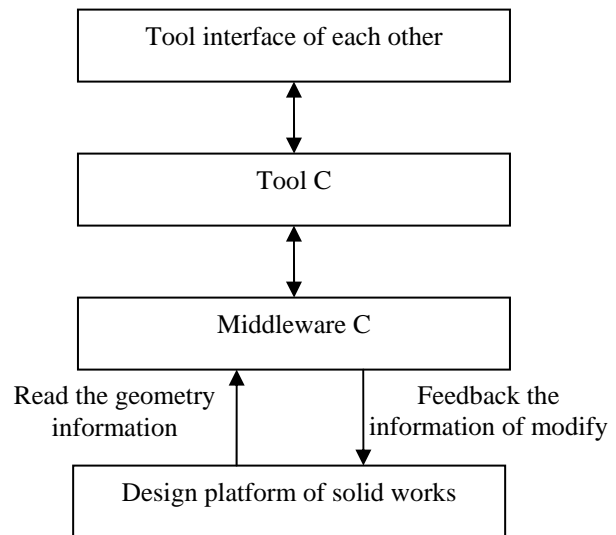 Tool interface of each other
Tool C
Middleware C
Read the geometry
information
Feedback the
information of modify
Design platform of solid works